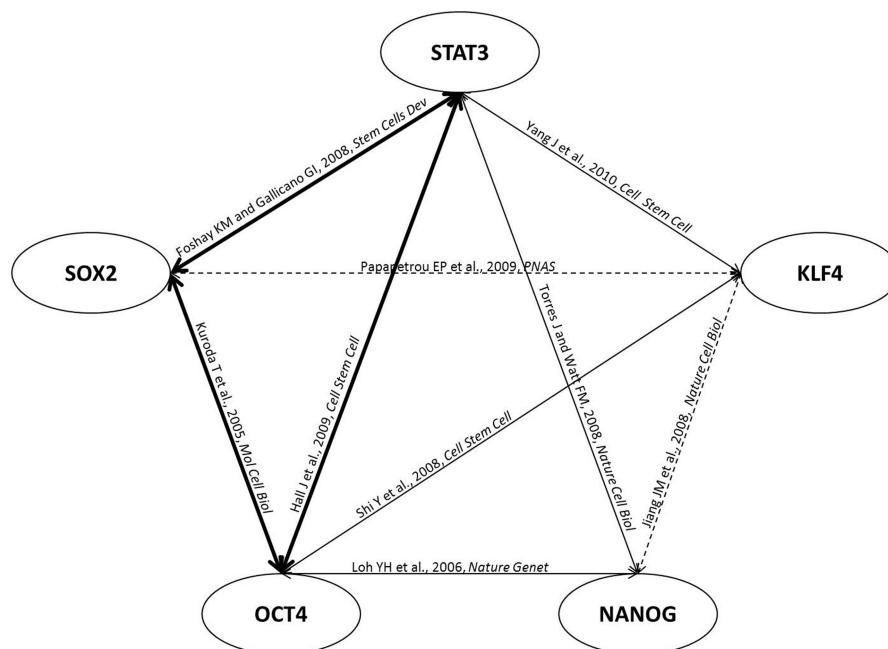 STAT3
Foshay KM and Gallicano GI, 2008, Stem Cells Dev
Yang J et al., 2010, Cell Stem Cell
SOX2
Papapetrou EP et al., 2009, PNAS
KLF4
Kuroda T et al., 2005, Mol Cell Biol
Hall J et al., 2009, Cell Stem Cell
Torres J and Watt FM, 2008, Nature Cell Biol
Jiang JM et al., 2008, Nature Cell Biol
Shi Y et al., 2008, Cell Stem Cell
Loh YH et al., 2006, Nature Genet
OCT4
NANOG